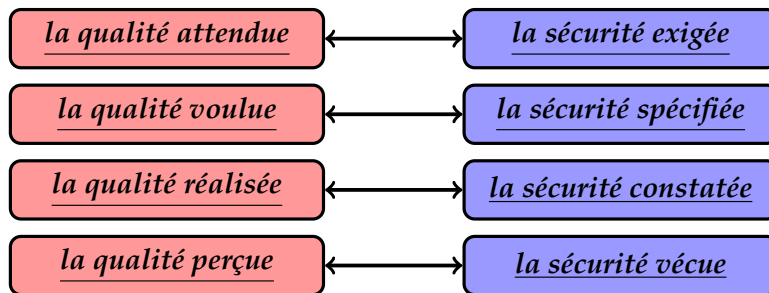 la qualité attendue
la sécurité exigée
la qualité voulue
la sécurité spécifiée
la qualité réalisée
la sécurité constatée
la qualité perçue
la sécurité vécue